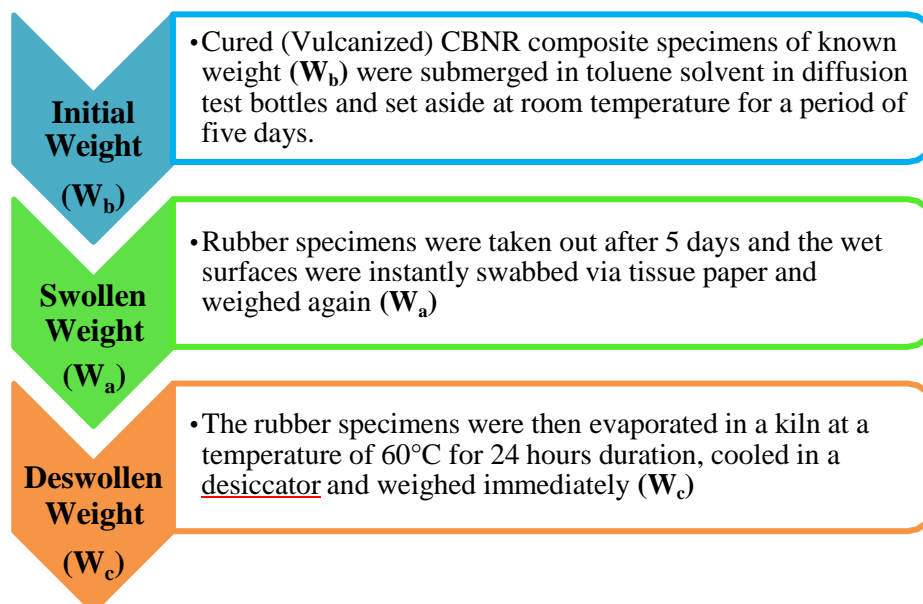 Initial
Weight
(Wb)
•Cured (Vulcanized) CBNR composite specimens of known
weight (Wb) were submerged in toluene solvent in diffusion
test bottles and set aside at room temperature for a period of
five days.
Swollen
Weight
(Wa)
•Rubber specimens were taken out after 5 days and the wet
surfaces were instantly swabbed via tissue paper and
weighed again (Wa)
Deswollen
Weight
(Wc)
•The rubber specimens were then evaporated in a kiln at a
temperature of 60°C for 24 hours duration, cooled in a
desiccator and weighed immediately (Wc)